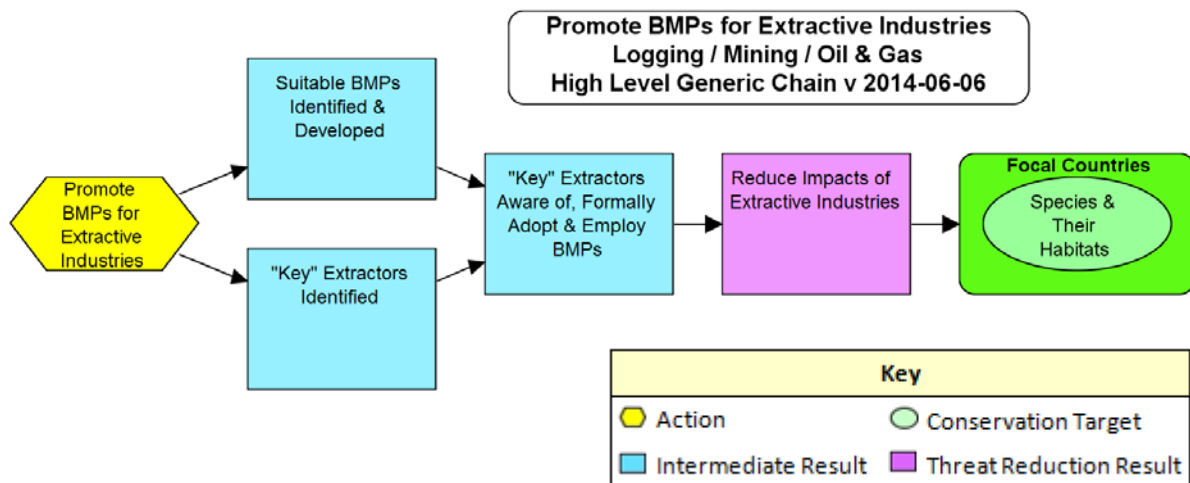 Promote BMPs for Extractive Industries
Logging / Mining / Oil & Gas
High Level Generic Chain v 2014-06-06
Promote
BMPs for
Extractive
Industries
Suitable BMPs
Identified &
Developed
"Key" Extractors
Identified
"Key" Extractors
Aware of, Formally
Adopt & Employ
BMPs
Reduce Impacts of
Extractive Industries
Focal Countries
Species &
Their
Habitats
Key
Action
Conservation Target
Intermediate Result
Threat Reduction Result